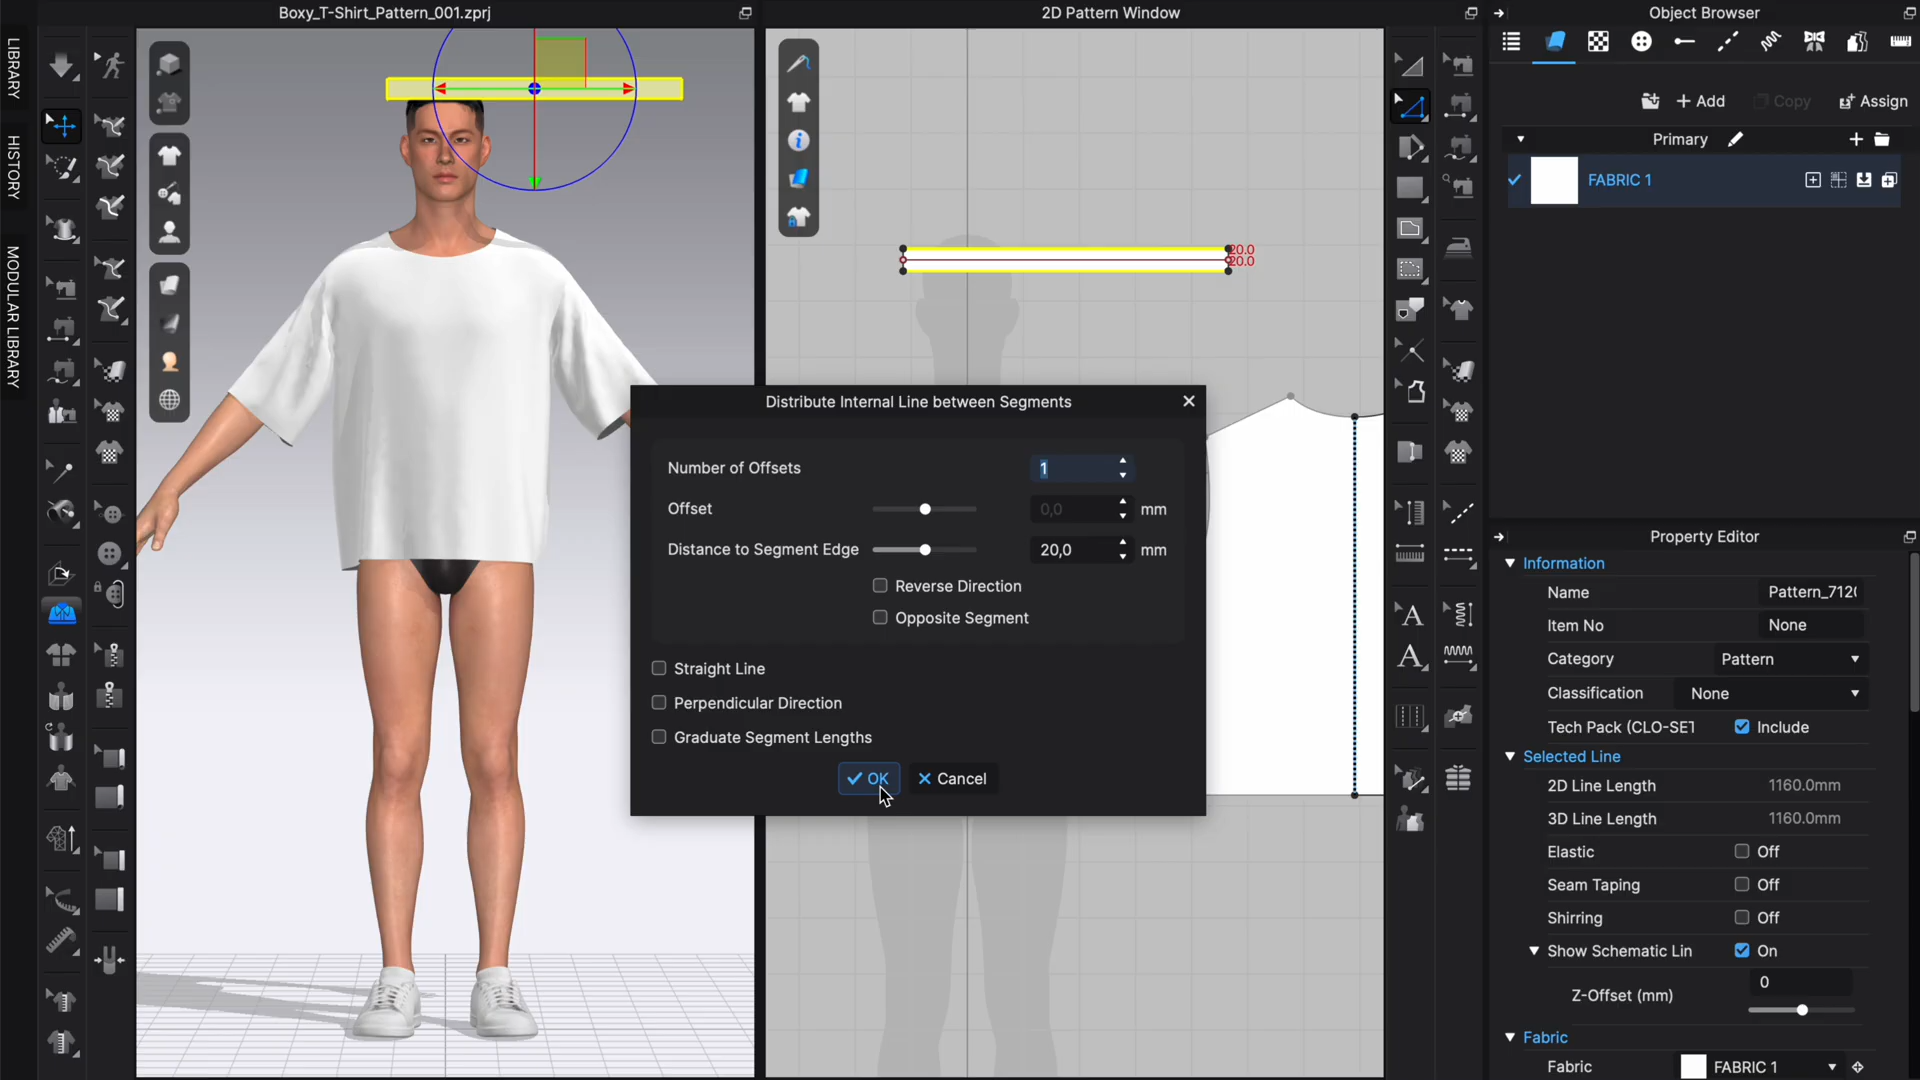 Boxy_T-Shirt_Pattern_001.zprj
2D Pattern Window
Object Browser
LIBRARY
HISTORY
MODULAR LIBRARY
+ Add
Copy
Assign
Primary
FABRIC 1
20.0
20.0
Distribute Internal Line between Segments
Number of Offsets
1
Offset
0,0
mm
Distance to Segment Edge
20,0
mm
Reverse Direction
Opposite Segment
Straight Line
Perpendicular Direction
Graduate Segment Lengths
OK
Cancel
A
A
Property Editor
Information
Name
Pattern_712(
Item No
None
Category
Pattern
Classification
None
Tech Pack (CLO-SET
Include
Selected Line
2D Line Length
1160.0mm
3D Line Length
1160.0mm
Elastic
Off
Seam Taping
Off
Shirring
Off
Show Schematic Lin
On
Z-Offset (mm)
0
Fabric
Fabric
FABRIC 1